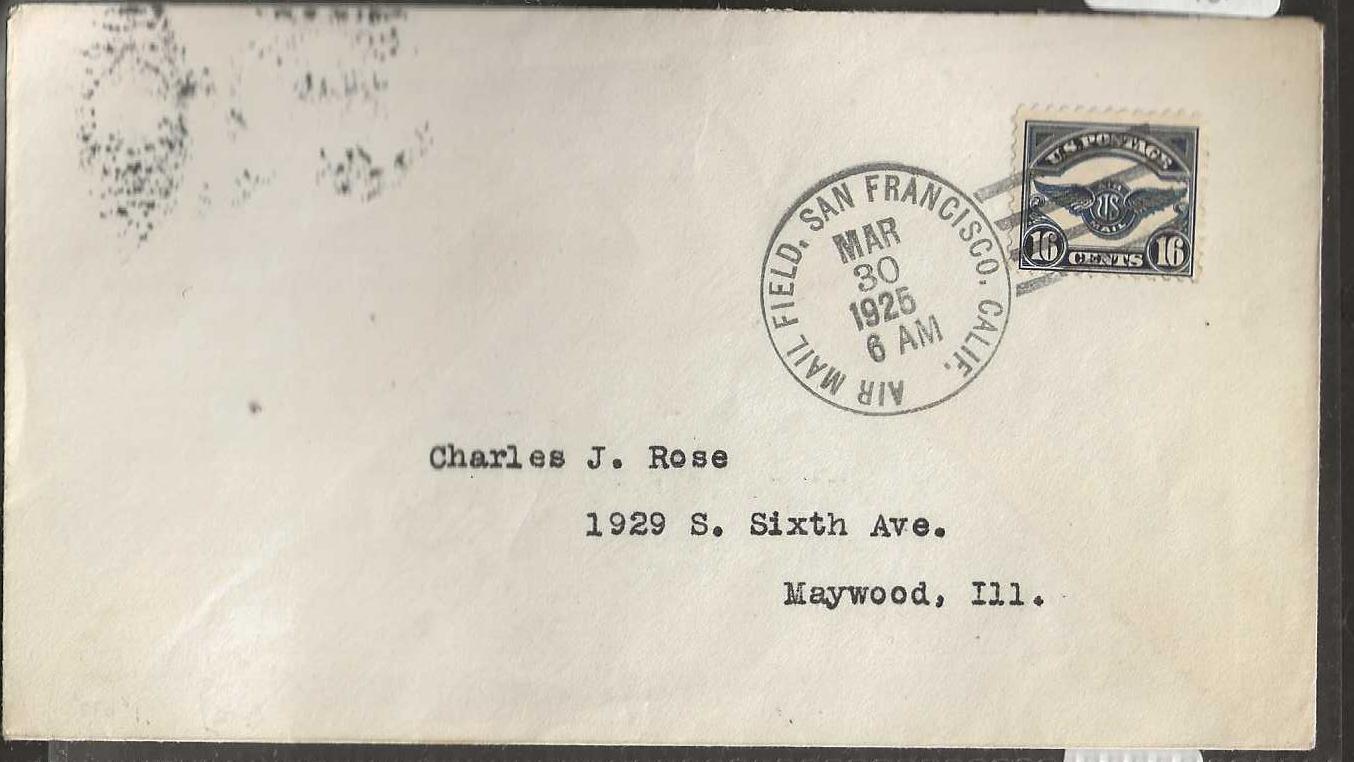 U.S. POSTAGE
AIR
US
MAIL
16 CENTS 16
AIR MAIL FIELD, SAN FRANCISCO, CALIF.
MAR
30
1925
6 AM
Charles J. Rose
1929 S. Sixth Ave.
Maywood, Ill.